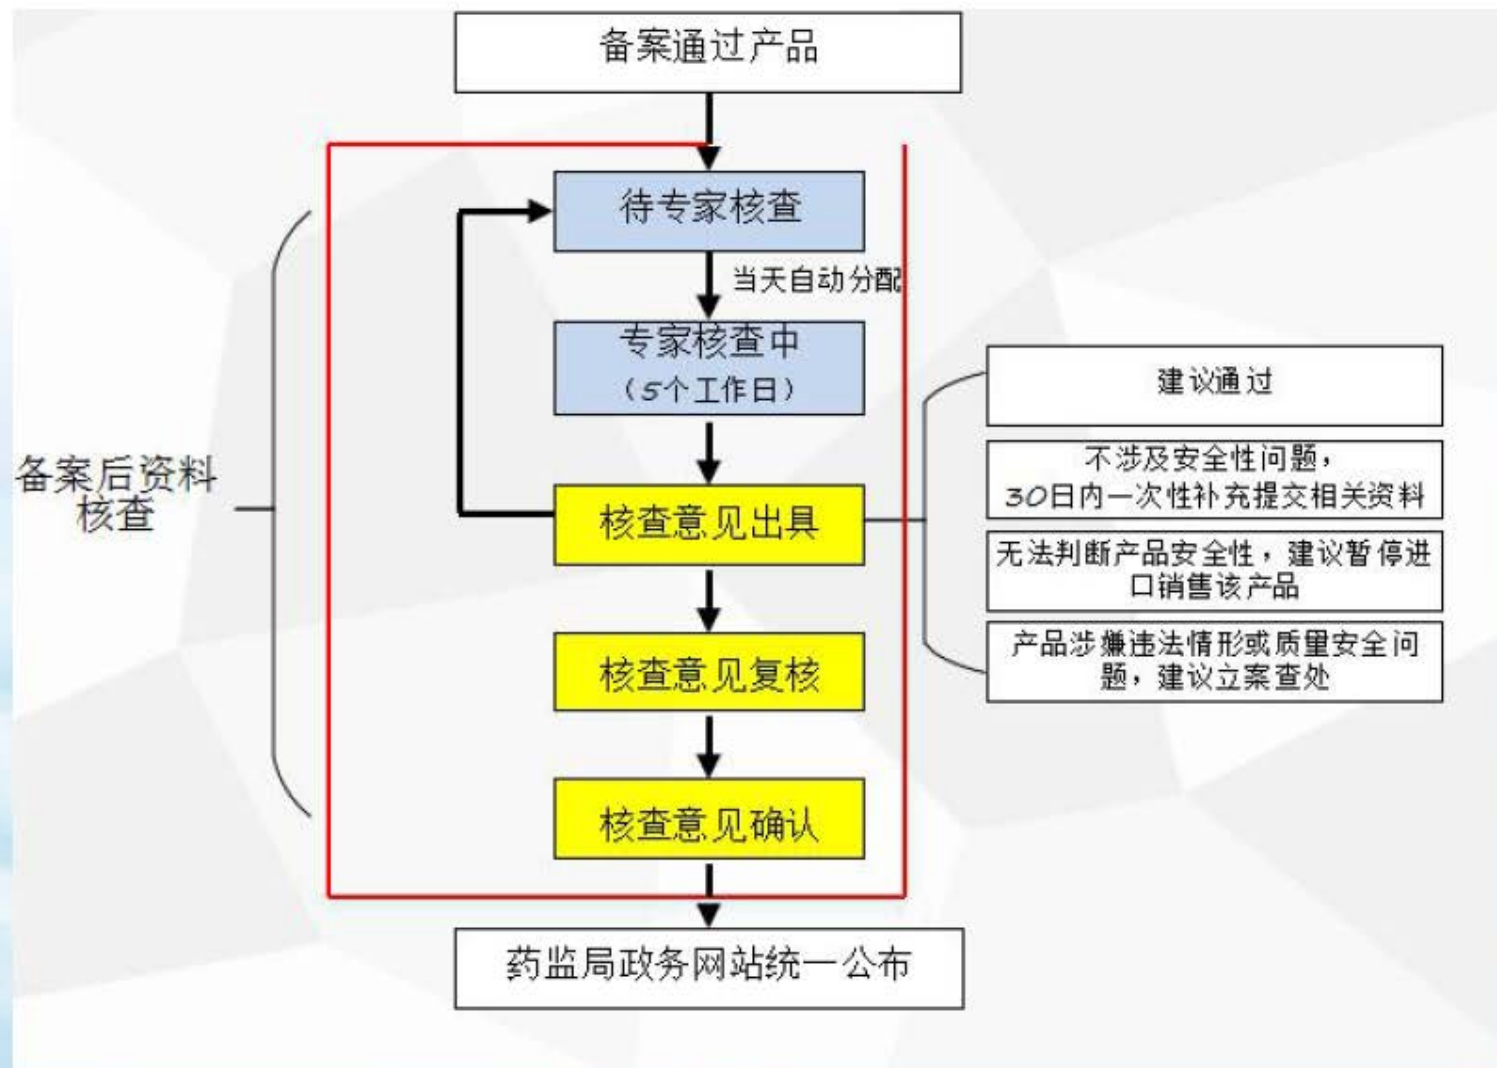 备案通过产品
待专家核查
当天自动分配
专家核查中
（5个工作日）
备案后资料
核查
核查意见出具
建议通过
不涉及安全性问题，
30日内一次性补充提交相关资料
无法判断产品安全性，建议暂停进
口销售该产品
产品涉嫌违法情形或质量安全问
题，建议立案查处
核查意见复核
核查意见确认
药监局政务网站统一公布